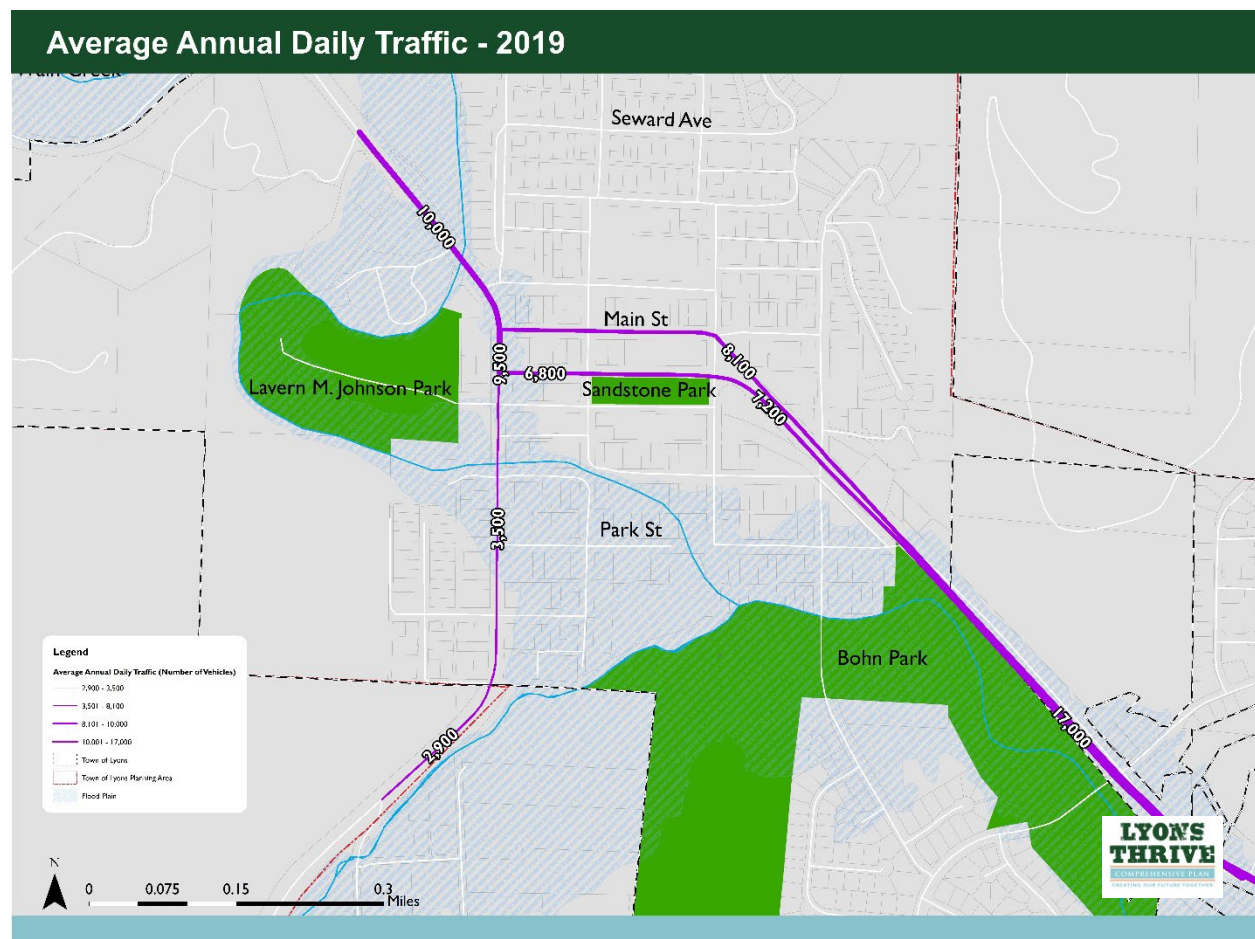 Average Annual Daily Traffic - 2019
Seward Ave
10,000
Main St
9,500
6,800
8,100
7,200
Lavern M. Johnson Park
Sandstone Park
3,500
Park St
Bohn Park
17,000
2,900
Legend
Average Annual Daily Traffic (Number of Vehicles)
2,900 - 3,500
3,501 - 8,100
8,101 - 10,000
10,001 - 17,000
Town of Lyons
Town of Lyons Planning Area
Flood Plain
N
0 0.075 0.15 0.3
Miles
LYONS
THRIVE
COMPREHENSIVE PLAN
CREATING OUR FUTURE TOGETHER